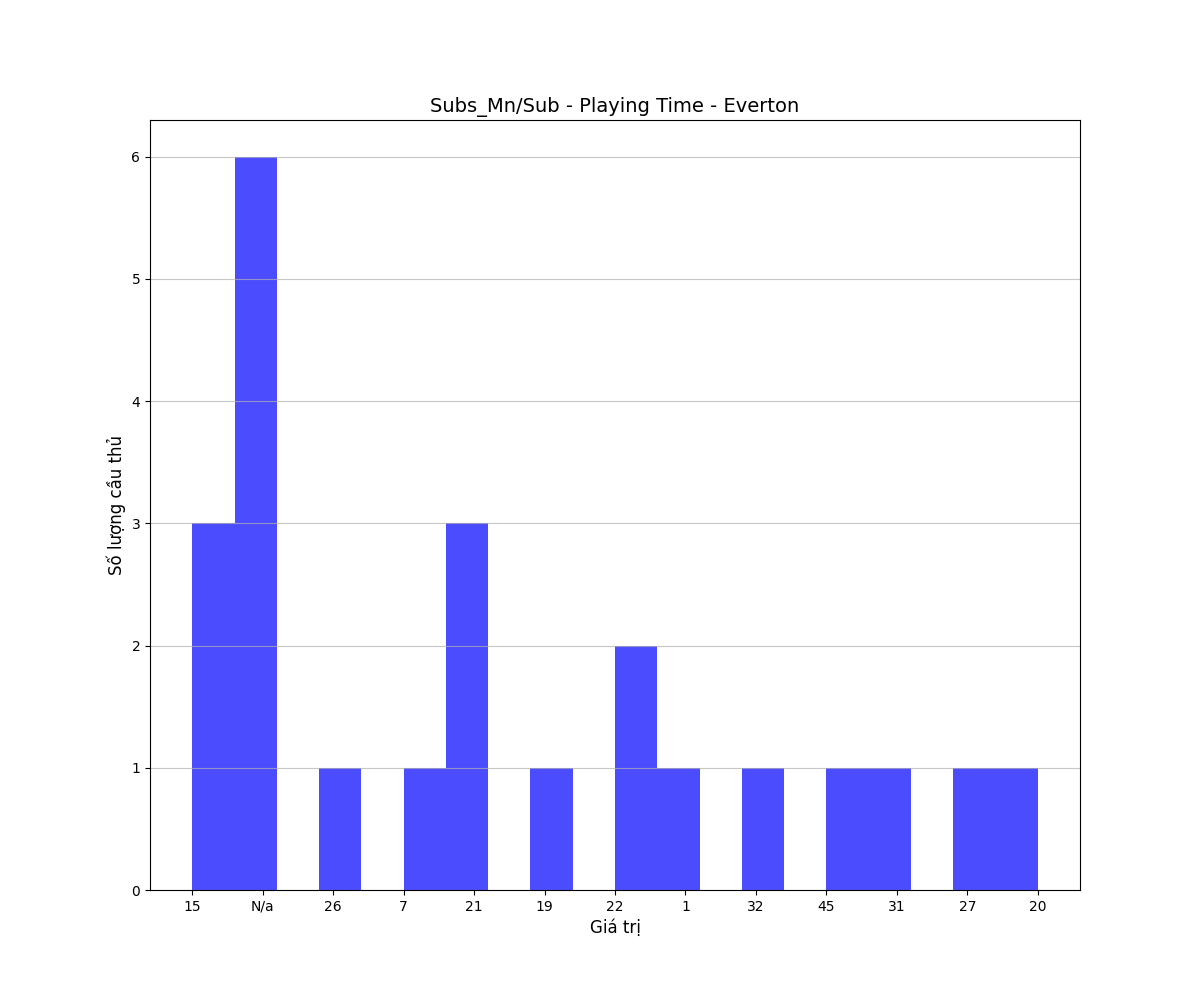 Subs_Mn/Sub - Playing Time - Everton
6
5
4
3
2
1
0
Số lượng cầu thủ
15 N/a 26 7 21 19 22 1 32 45 31 27 20
Giá trị